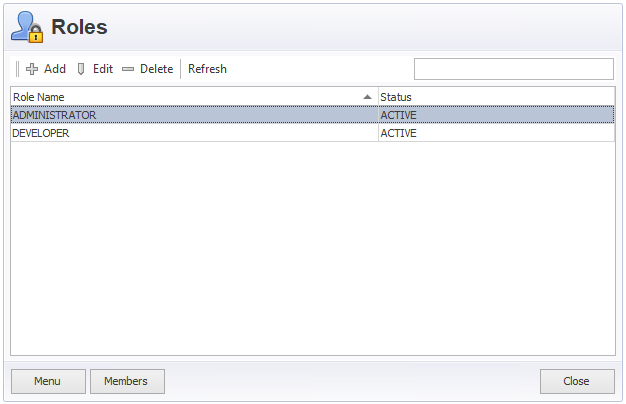 Roles
Add Edit Delete Refresh
Role Name Status
ADMINISTRATOR ACTIVE
DEVELOPER ACTIVE
Menu Members Close